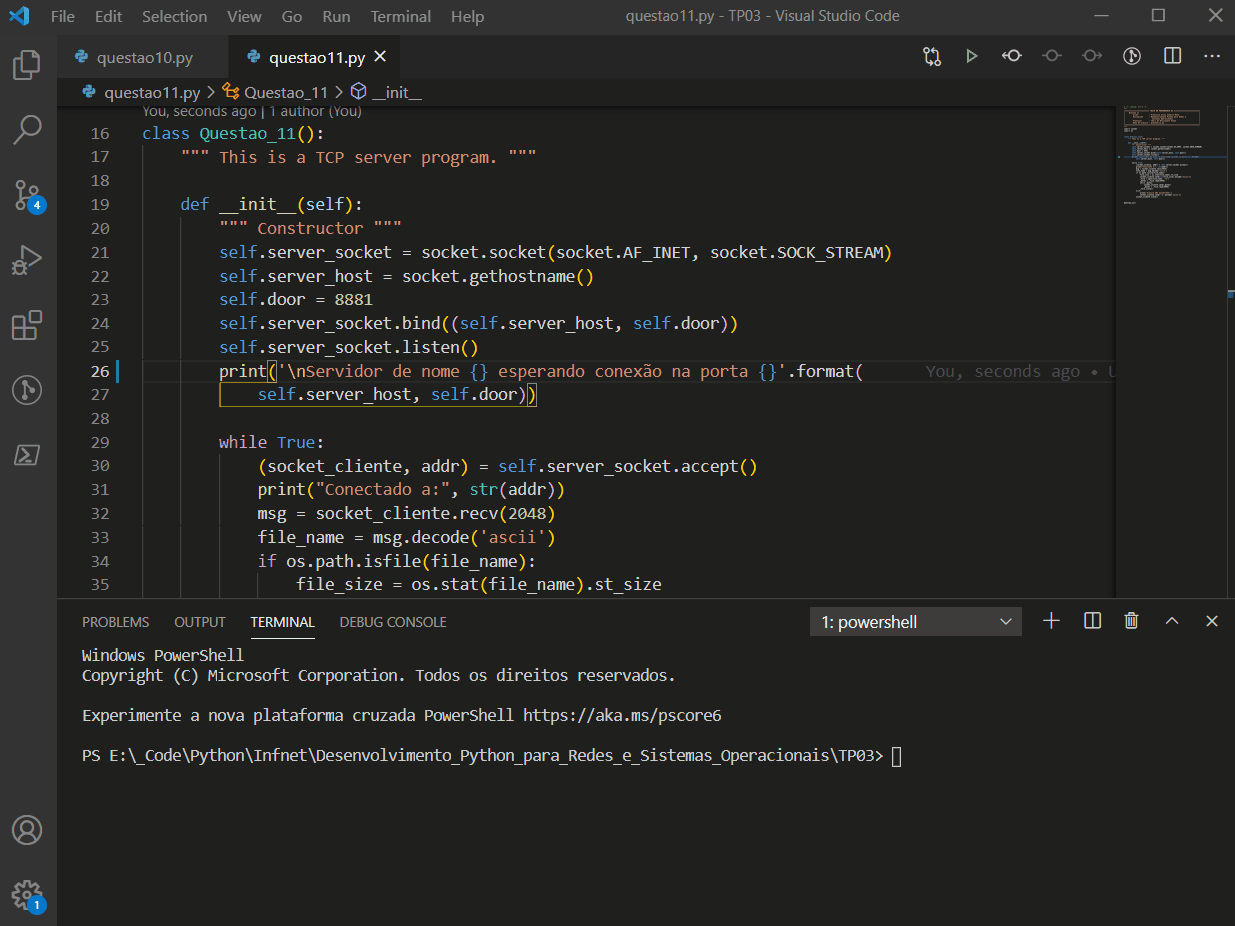 File Edit Selection View Go Run Terminal Help questao11.py - TP03 - Visual Studio Code
questao10.py questao11.py
questao11.py > Questao_11 > __init__
You, seconds ago | 1 author (You)
16 class Questao_11():
17 """ This is a TCP server program. """
18
19 def __init__(self):
20 """ Constructor """
21 self.server_socket = socket.socket(socket.AF_INET, socket.SOCK_STREAM)
22 self.server_host = socket.gethostname()
23 self.door = 8881
24 self.server_socket.bind((self.server_host, self.door))
25 self.server_socket.listen()
26 print('\nServidor de nome {} esperando conexão na porta {}'.format( You, seconds ago •
27 self.server_host, self.door))
28
29 while True:
30 (socket_cliente, addr) = self.server_socket.accept()
31 print("Conectado a:", str(addr))
32 msg = socket_cliente.recv(2048)
33 file_name = msg.decode('ascii')
34 if os.path.isfile(file_name):
35 file_size = os.stat(file_name).st_size
4
1
PROBLEMS OUTPUT TERMINAL DEBUG CONSOLE 1: powershell
Windows PowerShell
Copyright (C) Microsoft Corporation. Todos os direitos reservados.
Experimente a nova plataforma cruzada PowerShell https://aka.ms/pscore6
PS E:\_Code\Python\Infnet\Desenvolvimento_Python_para_Redes_e_Sistemas_Operacionais\TP03>